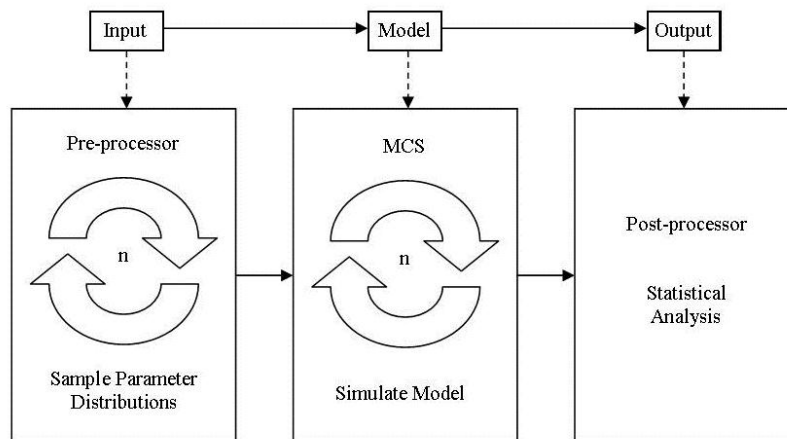 Input
Model
Output
Pre-processor
n
Sample Parameter
Distributions
MCS
n
Simulate Model
Post-processor
Statistical
Analysis